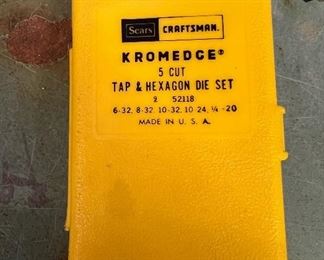 Sears CRAFTSMAN.
KROMEDGE®
5 CUT
TAP & HEXAGON DIE SET
2 52118
6-32, 8-32, 10-32, 10-24, ¼-20
MADE IN U. S. A.